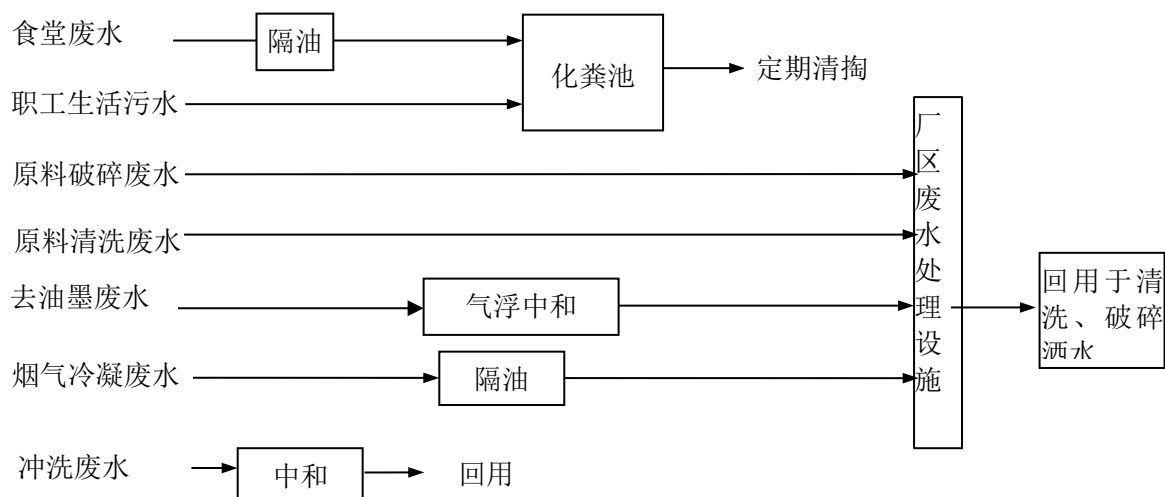 食堂废水
隔油
化粪池
定期清掏
职工生活污水
原料破碎废水
原料清洗废水
去油墨废水
气浮中和
烟气冷凝废水
隔油
厂区废水处理设施
回用于清
洗、破碎
洒水
冲洗废水
中和
回用